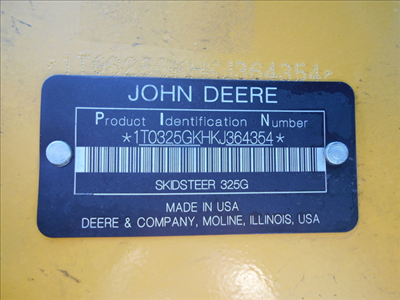 JOHN DEERE
Product Identification Number
*1T0325GKHKJ364354*
SKIDSTEER 325G
MADE IN USA
DEERE & COMPANY, MOLINE, ILLINOIS, USA